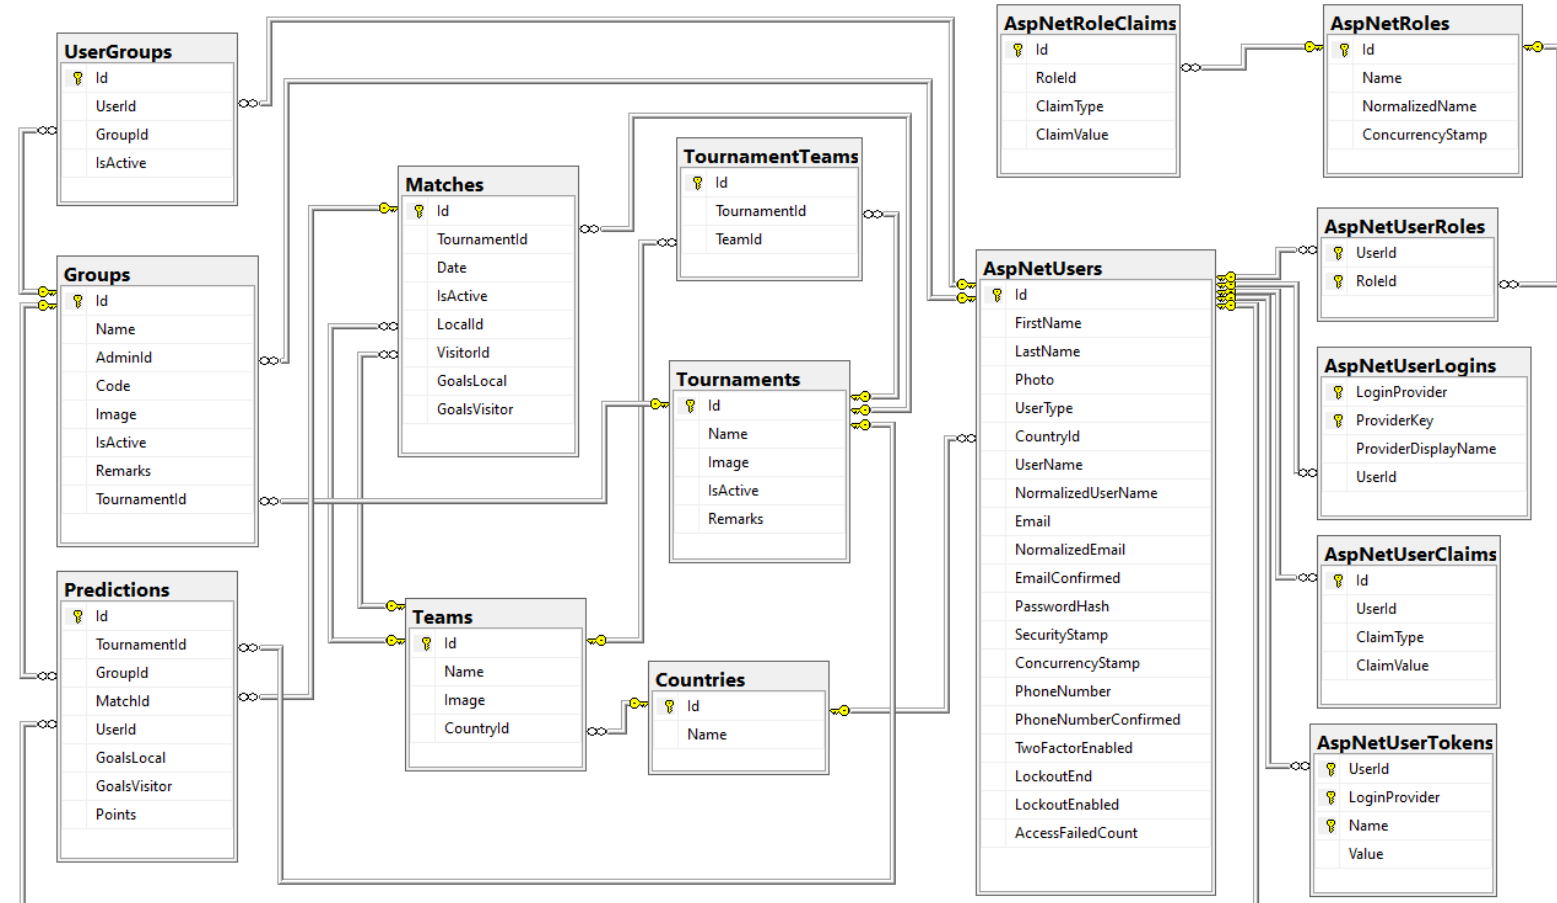 UserGroups
Id
UserId
GroupId
IsActive
Groups
Id
Name
AdminId
Code
Image
IsActive
Remarks
TournamentId
Predictions
Id
TournamentId
GroupId
MatchId
UserId
GoalsLocal
GoalsVisitor
Points
Matches
Id
TournamentId
Date
IsActive
LocalId
VisitorId
GoalsLocal
GoalsVisitor
Teams
Id
Name
Image
CountryId
TournamentTeams
Id
TournamentId
TeamId
Tournaments
Id
Name
Image
IsActive
Remarks
Countries
Id
Name
AspNetUsers
Id
FirstName
LastName
Photo
UserType
CountryId
UserName
NormalizedUserName
Email
NormalizedEmail
EmailConfirmed
PasswordHash
SecurityStamp
ConcurrencyStamp
PhoneNumber
PhoneNumberConfirmed
TwoFactorEnabled
LockoutEnd
LockoutEnabled
AccessFailedCount
AspNetRoleClaims
Id
RoleId
ClaimType
ClaimValue
AspNetRoles
Id
Name
NormalizedName
ConcurrencyStamp
AspNetUserRoles
UserId
RoleId
AspNetUserLogins
LoginProvider
ProviderKey
ProviderDisplayName
UserId
AspNetUserClaims
Id
UserId
ClaimType
ClaimValue
AspNetUserTokens
UserId
LoginProvider
Name
Value